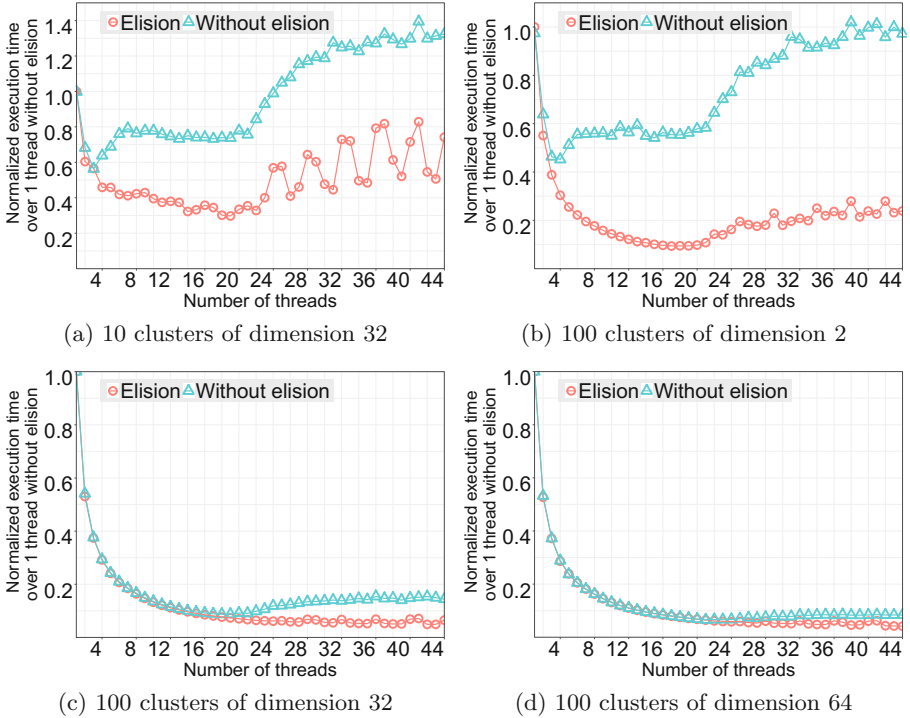 Normalized execution time
over 1 thread without elision
Elision Without elision
1.4
1.2
1.0
0.8
0.6
0.4
0.2
4 8 12 16 20 24 28 32 36 40 44
Number of threads
(a) 10 clusters of dimension 32
Normalized execution time
over 1 thread without elision
Elision Without elision
1.0
0.8
0.6
0.4
0.2
4 8 12 16 20 24 28 32 36 40 44
Number of threads
(b) 100 clusters of dimension 2
Normalized execution time
over 1 thread without elision
Elision Without elision
1.0
0.8
0.6
0.4
0.2
4 8 12 16 20 24 28 32 36 40 44
Number of threads
(c) 100 clusters of dimension 32
Normalized execution time
over 1 thread without elision
Elision Without elision
1.0
0.8
0.6
0.4
0.2
4 8 12 16 20 24 28 32 36 40 44
Number of threads
(d) 100 clusters of dimension 64